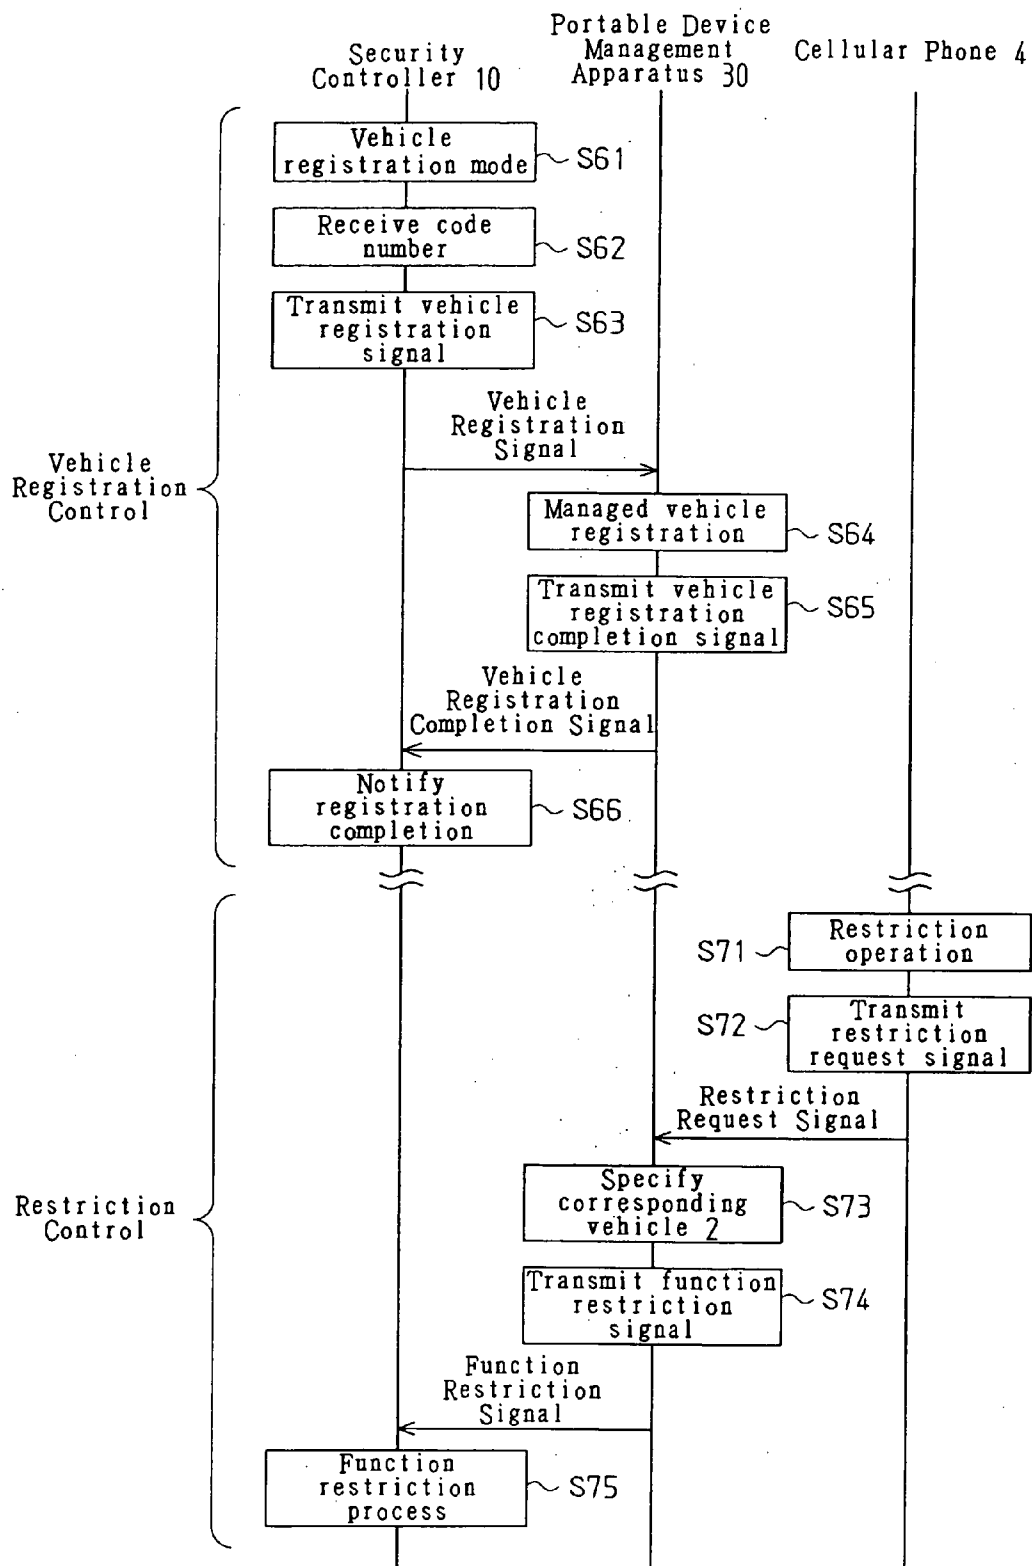 Security
Controller 10
Portable Device
Management
Apparatus 30
Cellular Phone 4
Vehicle
registration mode
S61
Receive code
number
S62
Transmit vehicle
registration
signal
S63
Vehicle
Registration
Signal
Vehicle
Registration
Control
Managed vehicle
registration
S64
Transmit vehicle
registration
completion signal
S65
Vehicle
Registration
Completion Signal
Notify
registration
completion
S66
S71
Restriction
operation
S72
Transmit
restriction
request signal
Restriction
Request Signal
Restriction
Control
Specify
corresponding
vehicle 2
S73
Transmit function
restriction
signal
S74
Function
Restriction
Signal
Function
restriction
process
S75